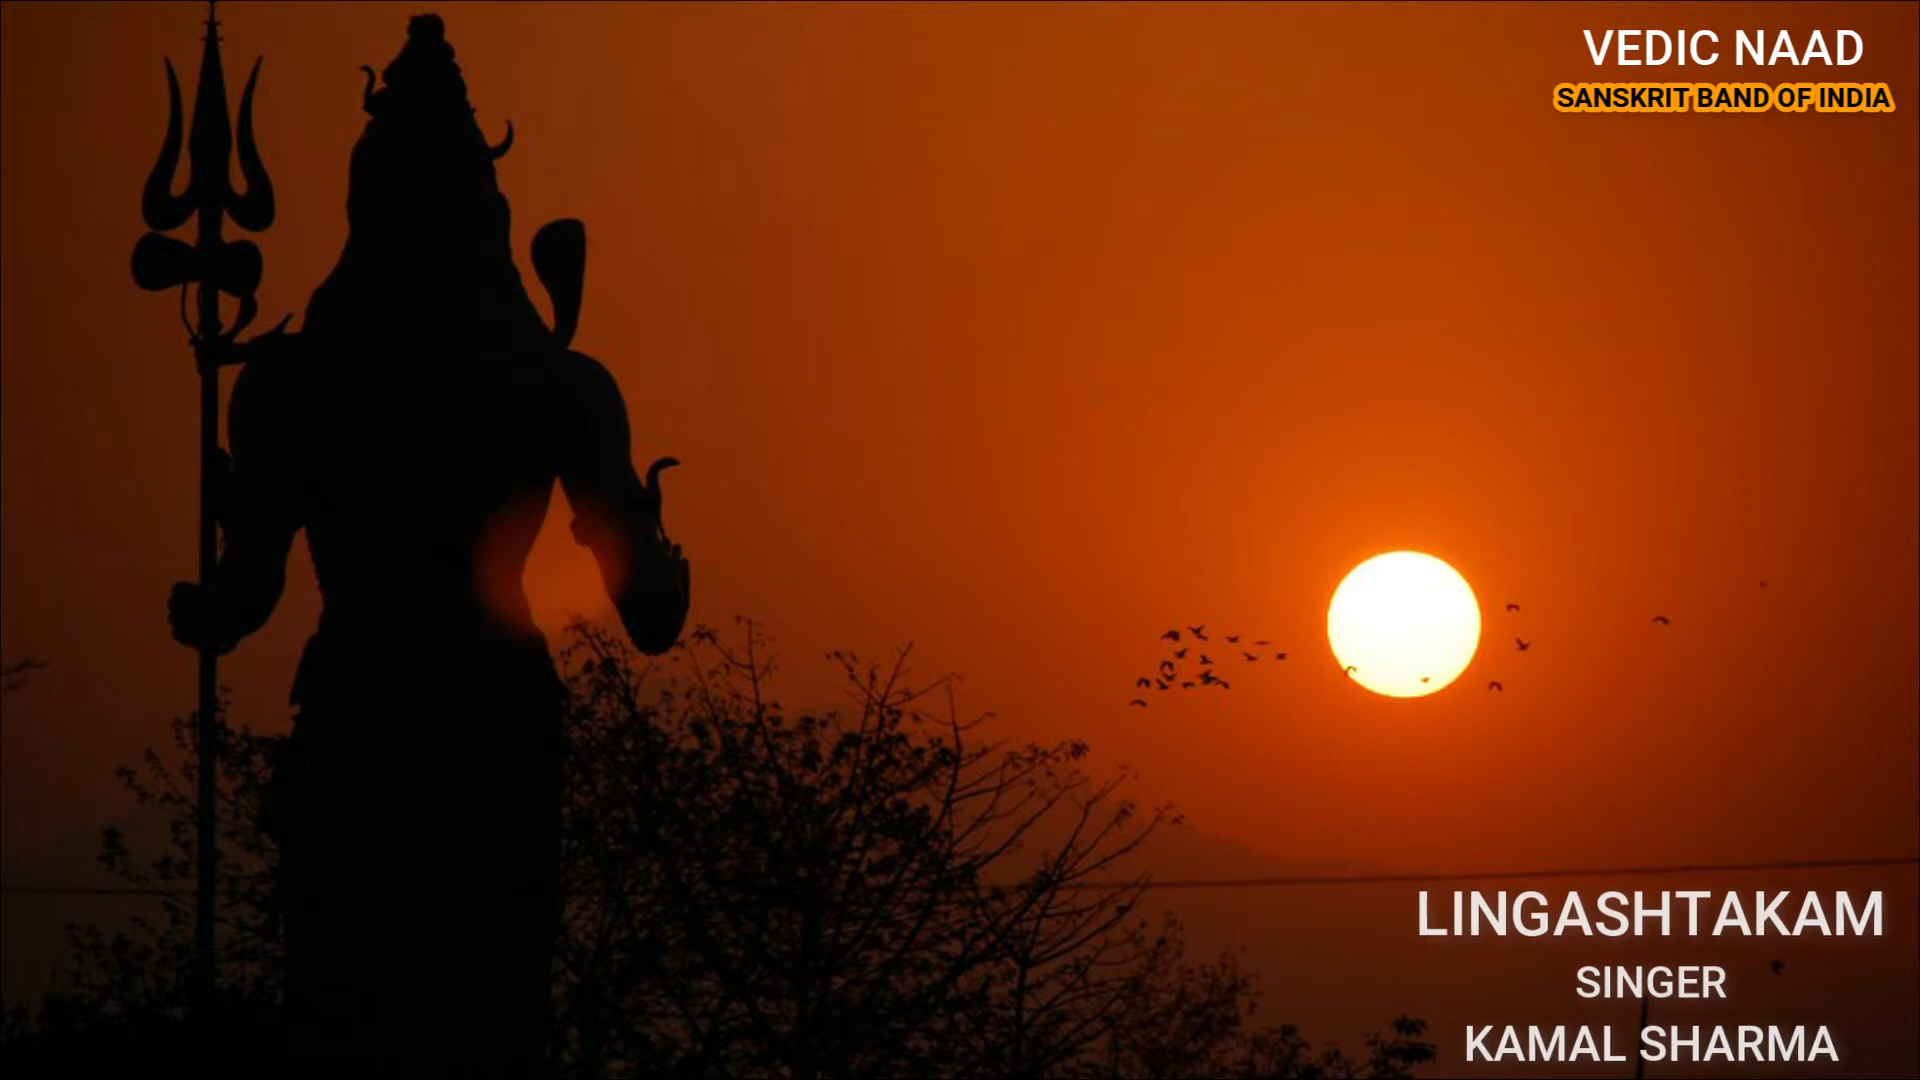 VEDIC NAAD
SANSKRIT BAND OF INDIA
LINGASHTAKAM
SINGER
KAMAL SHARMA